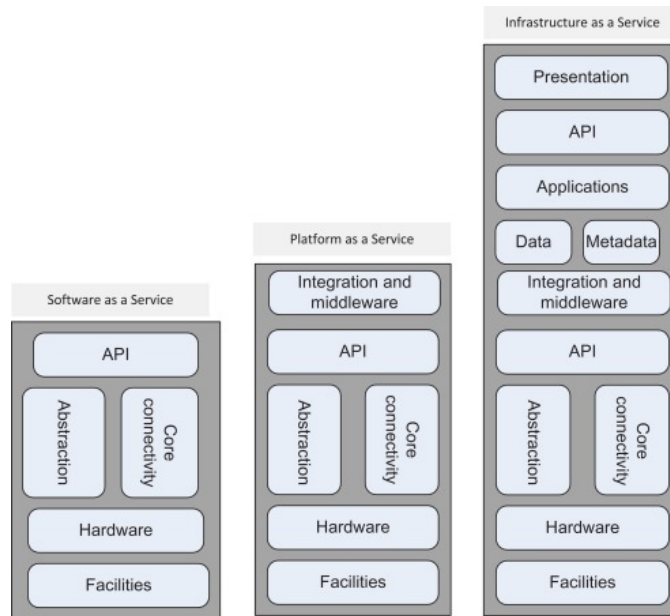 Infrastructure as a Service
Presentation
API
Applications
Data
Metadata
Integration and
middleware
API
Abstraction
Core
connectivity
Hardware
Facilities
Platform as a Service
Integration and
middleware
API
Abstraction
Core
connectivity
Hardware
Facilities
Software as a Service
API
Abstraction
Core
connectivity
Hardware
Facilities